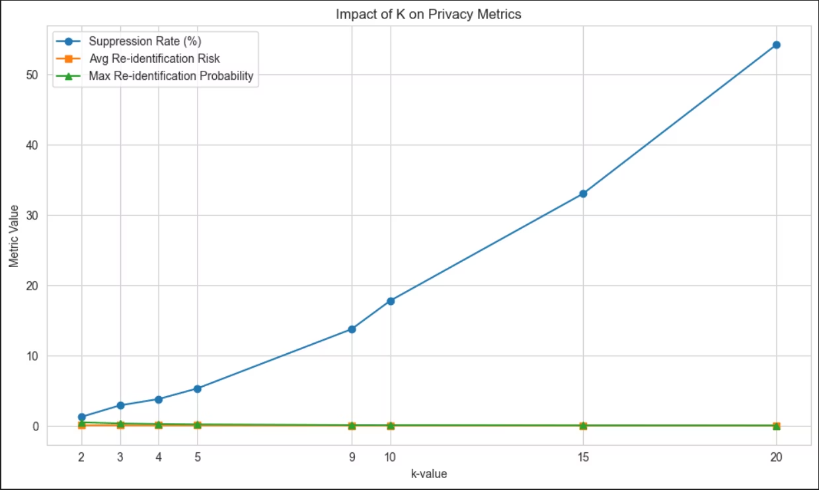 Impact of K on Privacy Metrics
Suppression Rate (%)
Avg Re-identification Risk
Max Re-identification Probability
Metric Value
50
40
30
20
10
0
2 3 4 5 9 10 15 20
k-value